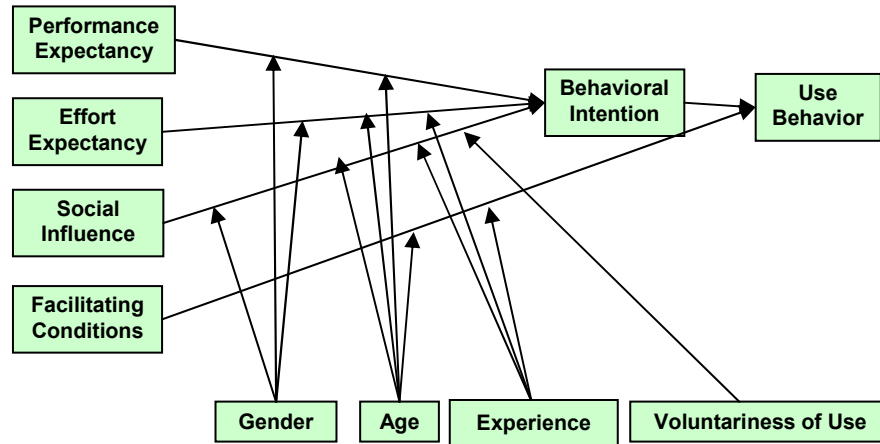 Performance
Expectancy
Effort
Expectancy
Social
Influence
Facilitating
Conditions
Behavioral
Intention
Use
Behavior
Gender
Age
Experience
Voluntariness of Use